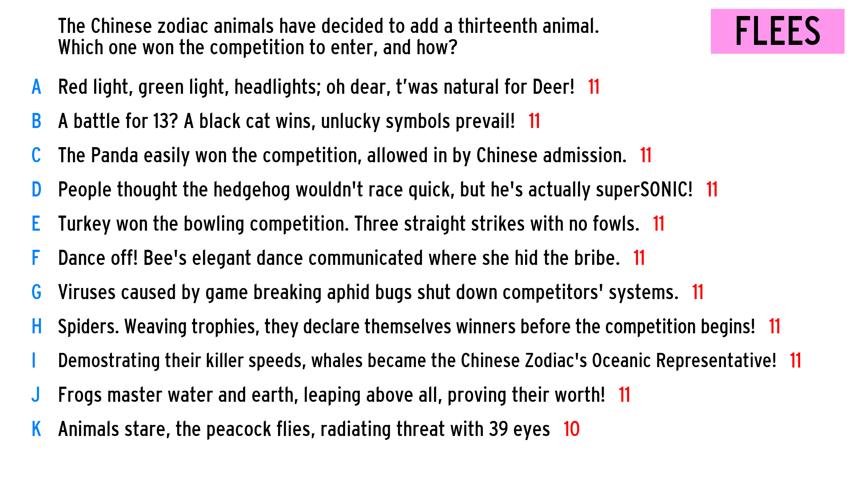 The Chinese zodiac animals have decided to add a thirteenth animal.
Which one won the competition to enter, and how?
FLEES
A Red light, green light, headlights; oh dear, t'was natural for Deer! 11
B A battle for 13? A black cat wins, unlucky symbols prevail! 11
C The Panda easily won the competition, allowed in by Chinese admission. 11
D People thought the hedgehog wouldn't race quick, but he's actually superSONIC! 11
E Turkey won the bowling competition. Three straight strikes with no fowls. 11
F Dance off! Bee's elegant dance communicated where she hid the bribe. 11
G Viruses caused by game breaking aphid bugs shut down competitors' systems. 11
H Spiders. Weaving trophies, they declare themselves winners before the competition begins! 11
I Demostrating their killer speeds, whales became the Chinese Zodiac's Oceanic Representative! 11
J Frogs master water and earth, leaping above all, proving their worth! 11
K Animals stare, the peacock flies, radiating threat with 39 eyes 10